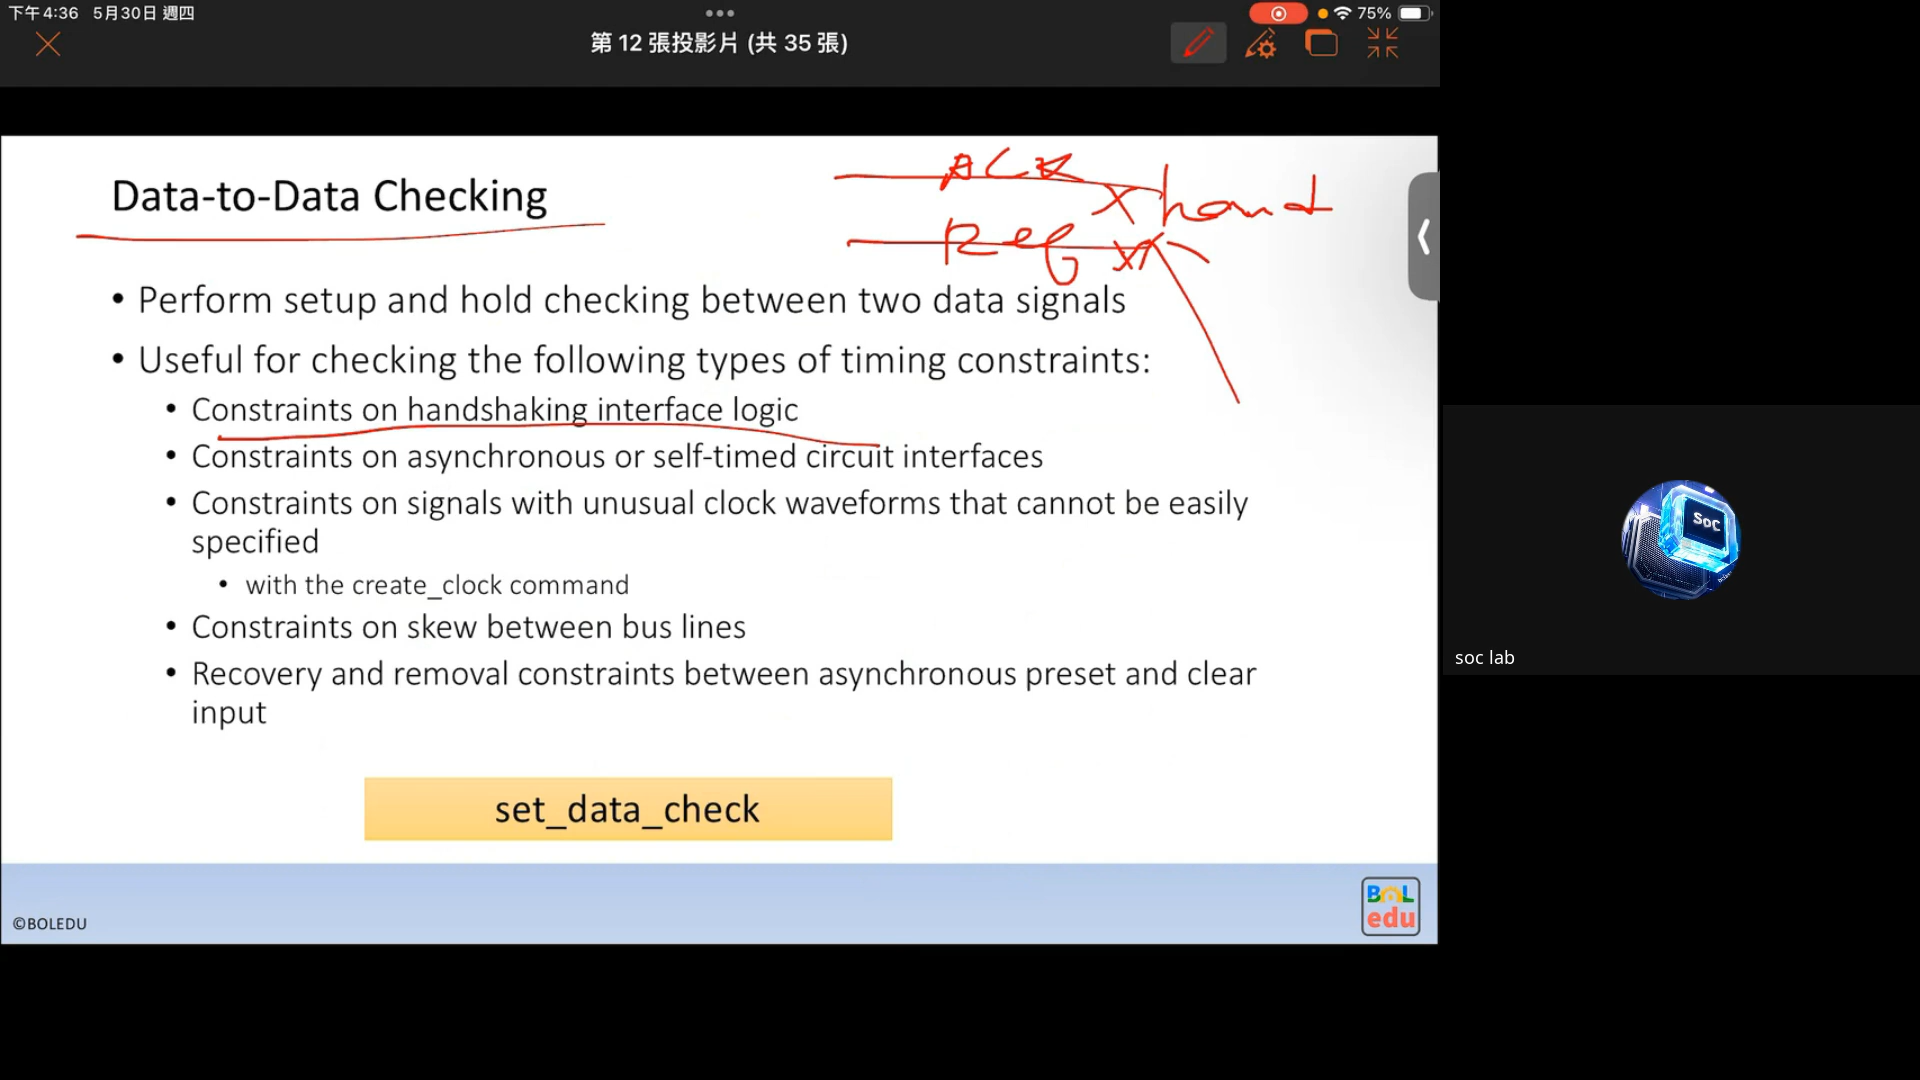 下午4:36 5月30日 週四
75%
第 12 張投影片 (共 35 張)
ACK
hand
Req
Data-to-Data Checking
• Perform setup and hold checking between two data signals
• Useful for checking the following types of timing constraints:
• Constraints on handshaking interface logic
• Constraints on asynchronous or self-timed circuit interfaces
• Constraints on signals with unusual clock waveforms that cannot be easily
specified
• with the create_clock command
• Constraints on skew between bus lines
• Recovery and removal constraints between asynchronous preset and clear
input
set_data_check
©BOLEDU
BOL
edu
SoC
soc lab